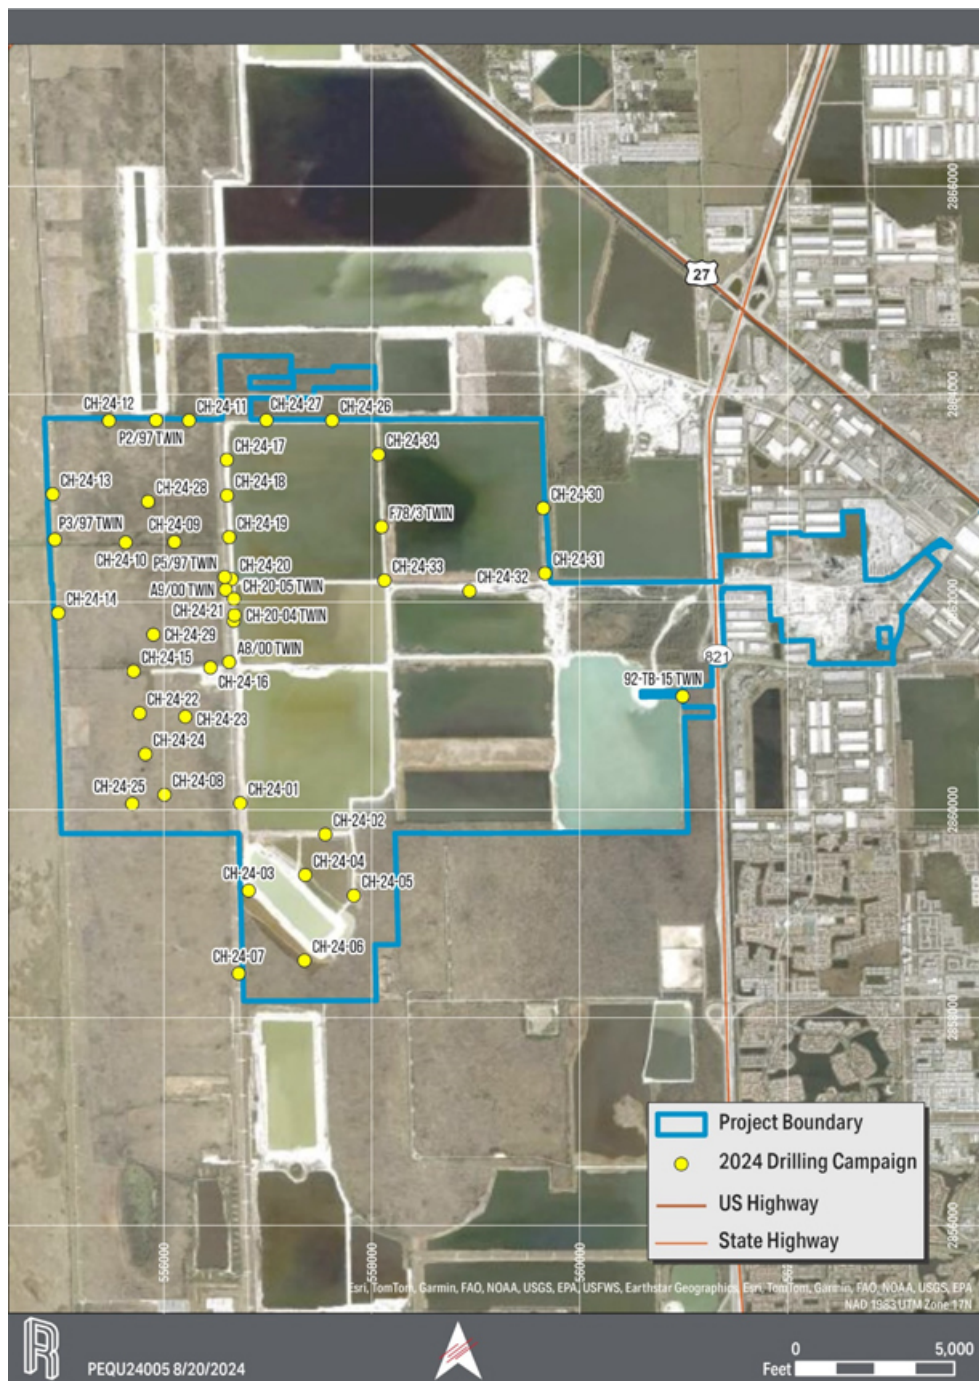 2866000
27
2864000
CH-24-12
CH-24-11
CH-24-27
CH-24-26
P2/97 TWIN
CH-24-17
CH-24-34
CH-24-13
CH-24-28
CH-24-18
CH-24-30
P3/97 TWIN
CH-24-09
CH-24-19
F78/3 TWIN
CH-24-10
P5/97 TWIN
CH-24-20
CH-24-33
CH-24-31
CH-24-32
A9/00 TWIN
CH-20-05 TWIN
2862000
CH-24-14
CH-24-21
CH-20-04 TWIN
CH-24-29
A8/00 TWIN
821
CH-24-15
CH-24-16
92-TB-15 TWIN
CH-24-22
CH-24-23
CH-24-24
CH-24-08
CH-24-25
CH-24-01
2860000
CH-24-02
CH-24-03
CH-24-04
CH-24-05
CH-24-06
CH-24-07
2858000
Project Boundary
2024 Drilling Campaign
US Highway
State Highway
2856000
556000
558000
560000
Esri, TomTom, Garmin, FAO, NOAA, USGS, EPA, USFWS, Earthstar Geographics, Esri, TomTom, Garmin, FAO, NOAA, USGS, EPA
NAD 1983 UTM Zone 17N
R
PEQU24005 8/20/2024
0 5,000
Feet